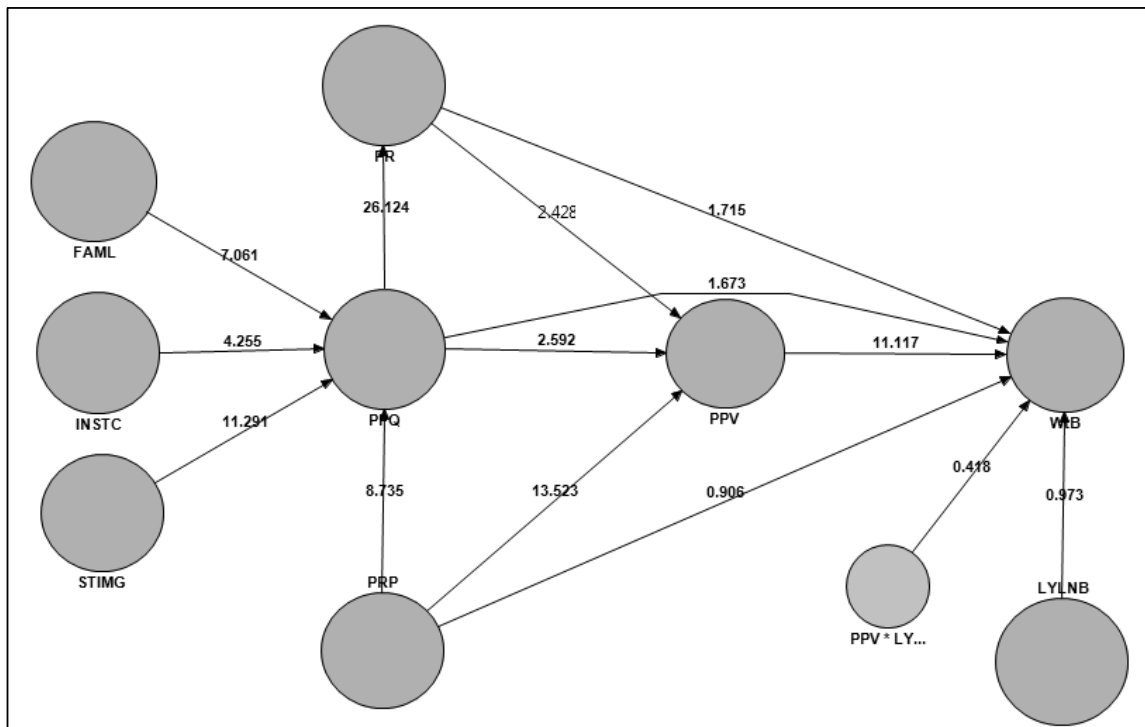 PR
26.124
2.428
1.715
FAML
7.061
1.673
4.255
2.592
11.117
INSTC
PPQ
PPV
WtB
11.291
8.735
13.523
0.906
0.418
0.973
STIMG
PRP
LYLNB
PPV * LY...